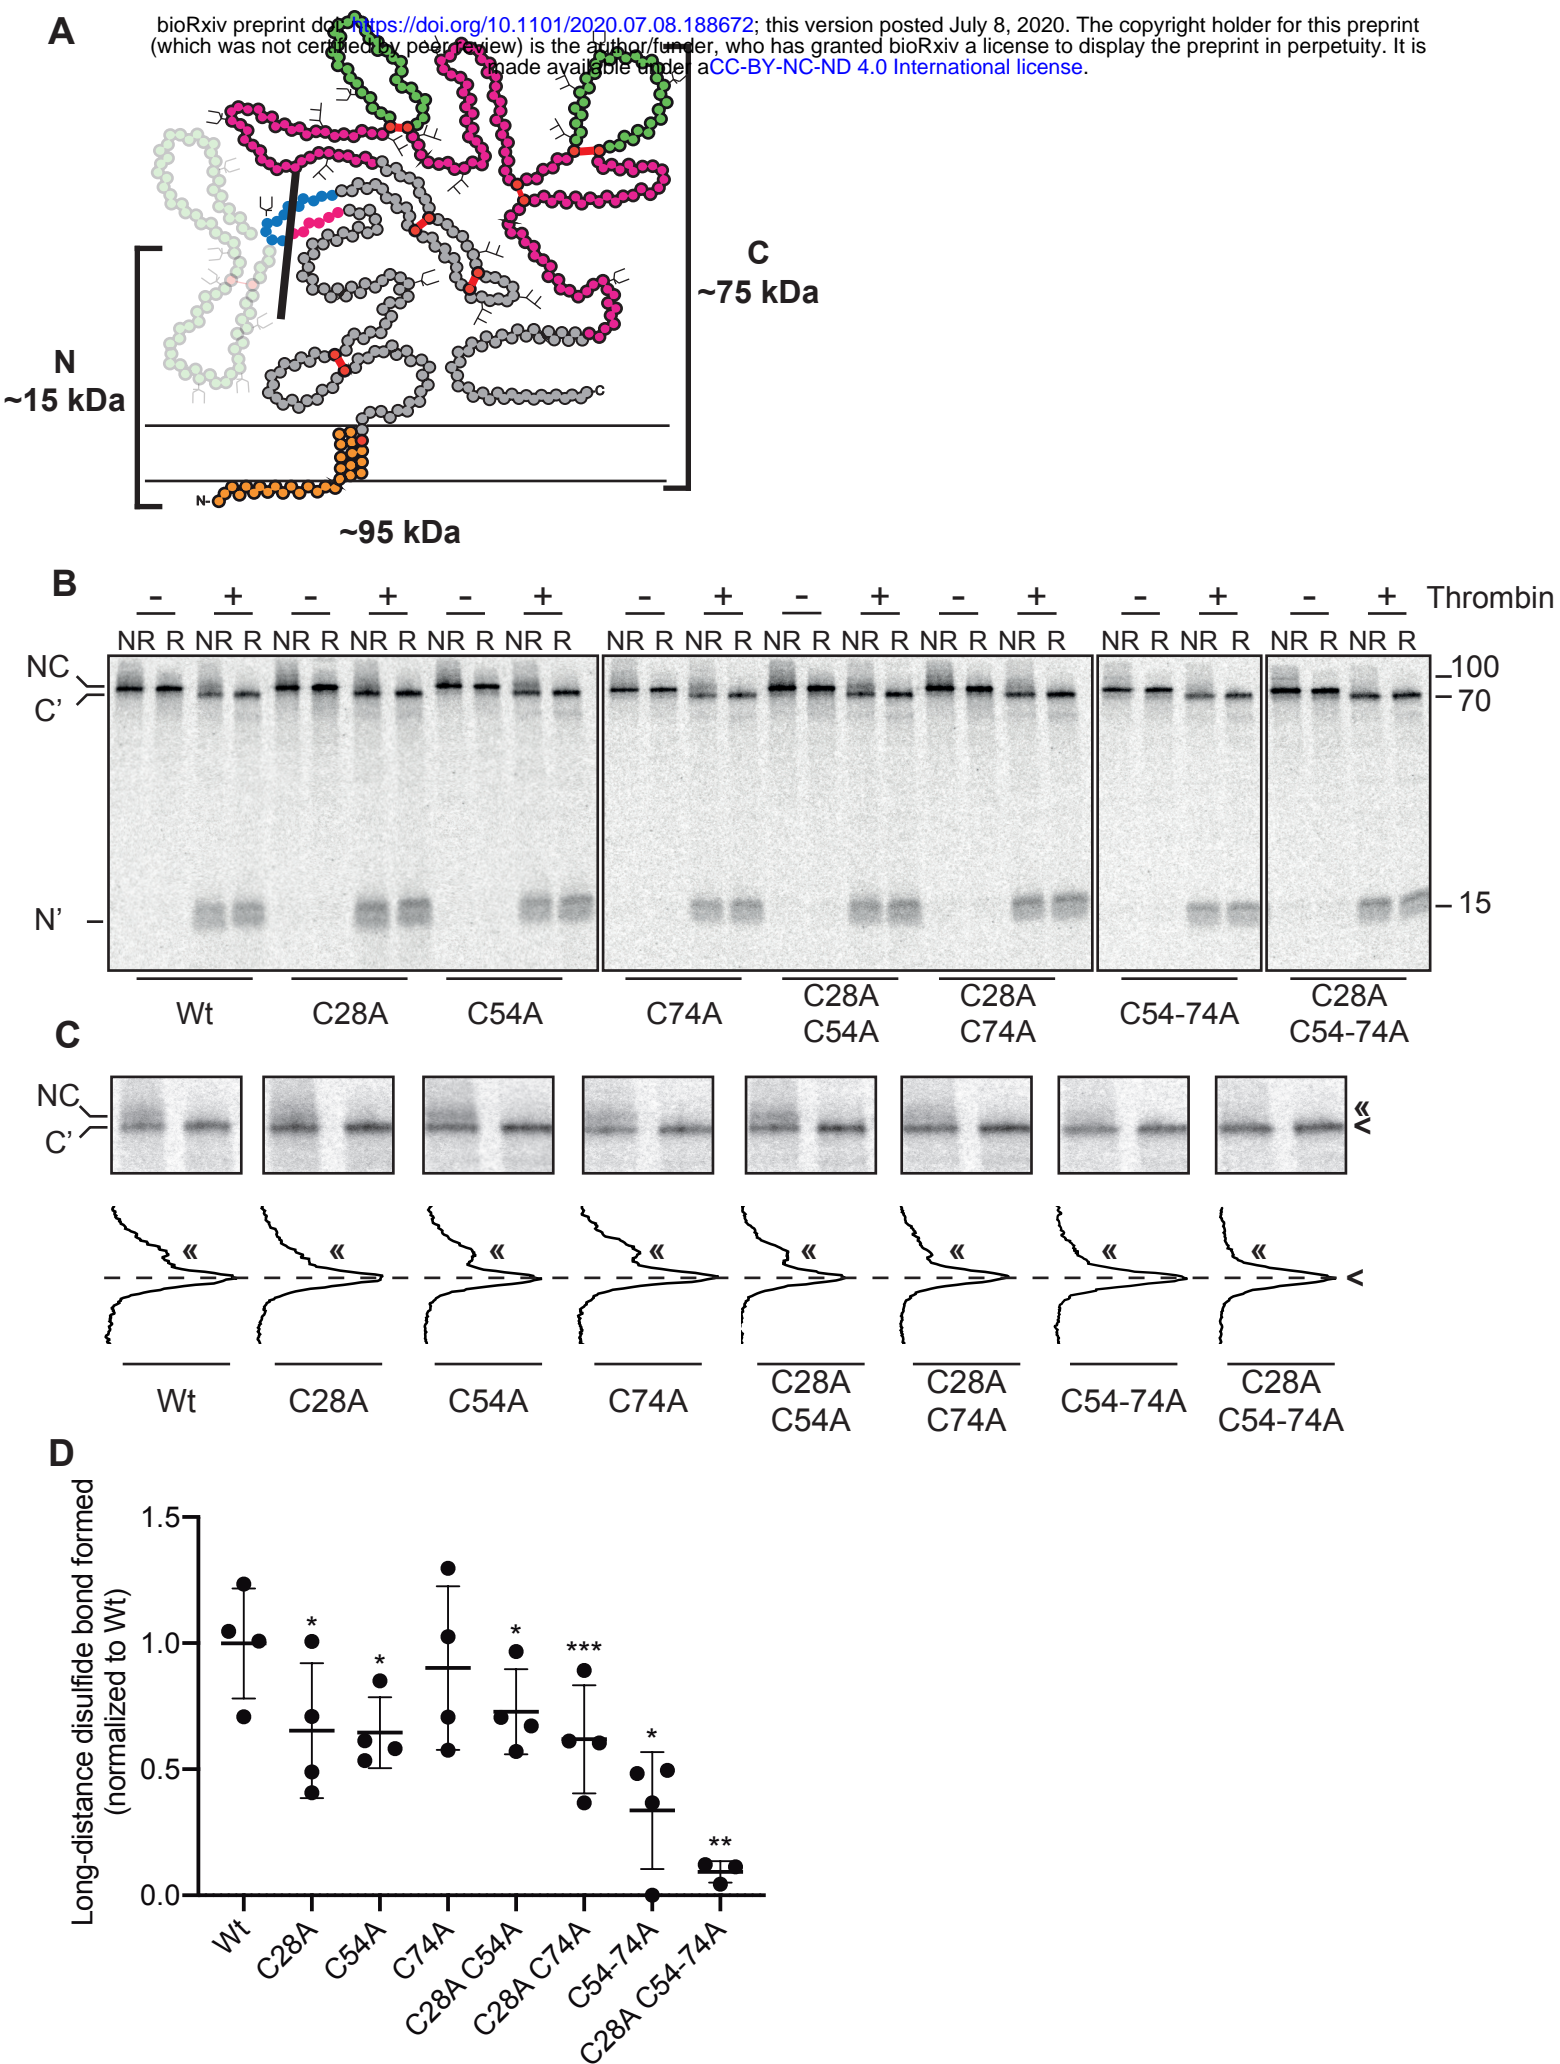 bioRxiv preprint doi: https://doi.org/10.1101/2020.07.08.188672; this version posted July 8, 2020. The copyright holder for this preprint
(which was not certified by peer review) is the author/funder, who has granted bioRxiv a license to display the preprint in perpetuity. It is
made available under aCC-BY-NC-ND 4.0 International license.
A
C
~75 kDa
N
~15 kDa
C
N-
~95 kDa
B
- + - + - + - + - + - + - + - + Thrombin
NR R NR R NR R NR R NR R NR R NR R NR R NR R NR R NR R NR R NR R NR R NR R NR R
NC
C'
100
70
N'
15
Wt C28A C54A C74A C28A C54A C28A C74A C54-74A C28A C54-74A
C
NC
C'
«
<
« « « « « « « «
<
Wt C28A C54A C74A C28A C54A C28A C74A C54-74A C28A C54-74A
D
Long-distance disulfide bond formed
(normalized to Wt)
1.5
1.0
0.5
0.0
* * * *** * **
Wt
C28A
C54A
C74A
C28A C54A
C28A C74A
C54-74A
C28A C54-74A